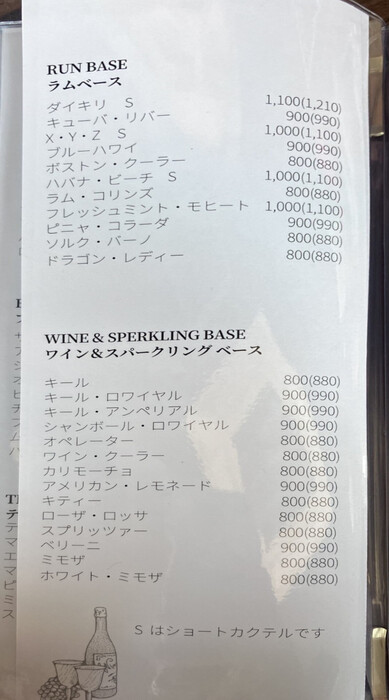 RUN BASE
ラムベース
ダイキリ S 1,100(1,210)
キューバ・リバー 900(990)
X・Y・Z S 1,000(1,100)
ブルーハワイ 900(990)
ボストン・クーラー 800(880)
ハバナ・ビーチ S 1,000(1,100)
ラム・コリンズ 800(880)
フレッシュミント・モヒート 1,000(1,100)
ピニャ・コラーダ 900(990)
ソルク・バーノ 800(880)
ドラゴン・レディー 800(880)
WINE & SPERKLING BASE
ワイン&スパークリング ベース
キール 800(880)
キール・ロワイヤル 900(990)
キール・アンペリアル 900(990)
シャンボール・ロワイヤル 900(990)
オペレーター 800(880)
ワイン・クーラー 800(880)
カリモーチョ 800(880)
アメリカン・レモネード 900(990)
キティー 800(880)
ローザ・ロッサ 800(880)
スプリッツァー 800(880)
ベリーニ 900(990)
ミモザ 800(880)
ホワイト・ミモザ 800(880)
S はショートカクテルです